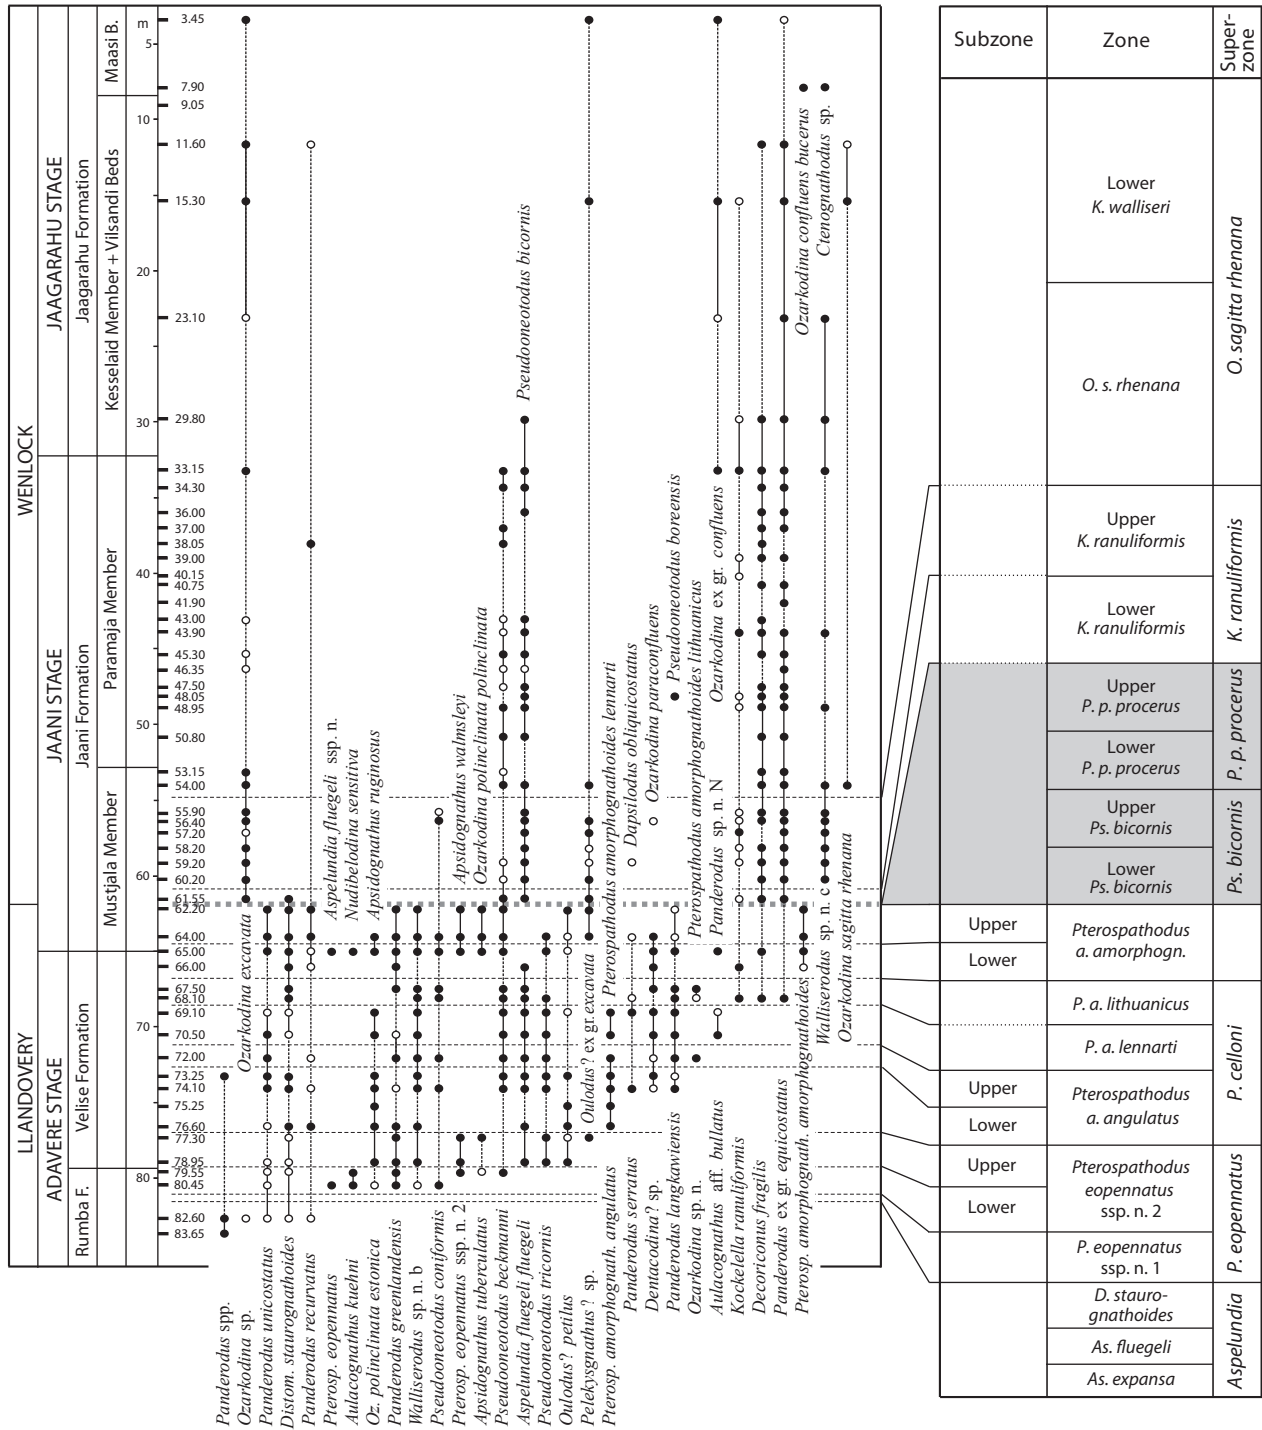 WENLOCK
LLANDOVERY
JAAGARAHU STAGE
JAANI STAGE
ADAVERE STAGE
Jaagarahu Formation
Jaani Formation
Velise Formation
Rumba F.
Maasi B.
Kesselaid Member + Vilsandi Beds
Paramaja Member
Mustjala Member
m
5
10
20
30
40
50
60
70
80
3.45
7.90
9.05
11.60
15.30
23.10
29.80
33.15
34.30
36.00
37.00
38.05
39.00
40.15
40.75
41.90
43.00
43.90
45.30
46.35
47.50
48.05
48.95
50.80
53.15
54.00
55.90
56.40
57.20
58.20
59.20
60.20
61.55
62.20
64.00
65.00
66.00
67.50
68.10
69.10
70.50
72.00
73.25
74.10
75.25
76.60
77.30
78.95
79.55
80.45
82.60
83.65
Ozarkodina excavata
Aspelundia fluegeli ssp. n.
Nudibelodina sensitiva
Apsidognathus ruginosus
Apsidognathus walmsleyi
Ozarkodina polinclinata polinclinata
Pseudooneotodus bicornis
Oulodus? ex gr. excavata
Pterospathodus amorphognathoides lennarti
Dapsilodus obliquicostatus
Ozarkodina paraconfluens
Pseudooneotodus boreensis
Pterospathodus amorphognathoides lithuanicus
Panderodus sp. n. N
Ozarkodina ex gr. confluens
Ozarkodina confluens bucerus
Ctenognathodus sp.
Walliserodus sp. n. c
Ozarkodina sagitta rhenana
Panderodus spp.
Ozarkodina sp.
Panderodus unicostatus
Distom. staurognathoides
Panderodus recurvatus
Pterosp. eopennatus
Aulacognathus kuehni
Oz. polinclinata estonica
Panderodus greenlandensis
Walliserodus sp. n. b
Pseudooneotodus coniformis
Pterosp. eopennatus ssp. n. 2
Apsidognathus tuberculatus
Pseudooneotodus beckmanni
Aspelundia fluegeli fluegeli
Pseudooneotodus tricornis
Oulodus? petilus
Pelekysgnathus? sp.
Pterosp. amorphognath. angulatus
Panderodus serratus
Dentacodina? sp.
Panderodus langkawiensis
Ozarkodina sp. n.
Aulacognathus aff. bullatus
Kockelella ranuliformis
Decoriconus fragilis
Panderodus ex gr. equicostatus
Pterosp. amorphognath. amorphognathoides
Subzone
Zone
Super-
zone
Lower
K. walliseri
O. s. rhenana
O. sagitta rhenana
Upper
K. ranuliformis
Lower
K. ranuliformis
K. ranuliformis
Upper
P. p. procerus
Lower
P. p. procerus
P. p. procerus
Upper
Ps. bicornis
Lower
Ps. bicornis
Ps. bicornis
Upper
Lower
Pterospathodus
a. amorphogn.
P. a. lithuanicus
P. a. lennarti
Upper
Lower
Pterospathodus
a. angulatus
P. celloni
Upper
Lower
Pterospathodus
eopennatus
ssp. n. 2
P. eopennatus
ssp. n. 1
P. eopennatus
D. stauro-
gnathoides
As. fluegeli
As. expansa
Aspelundia